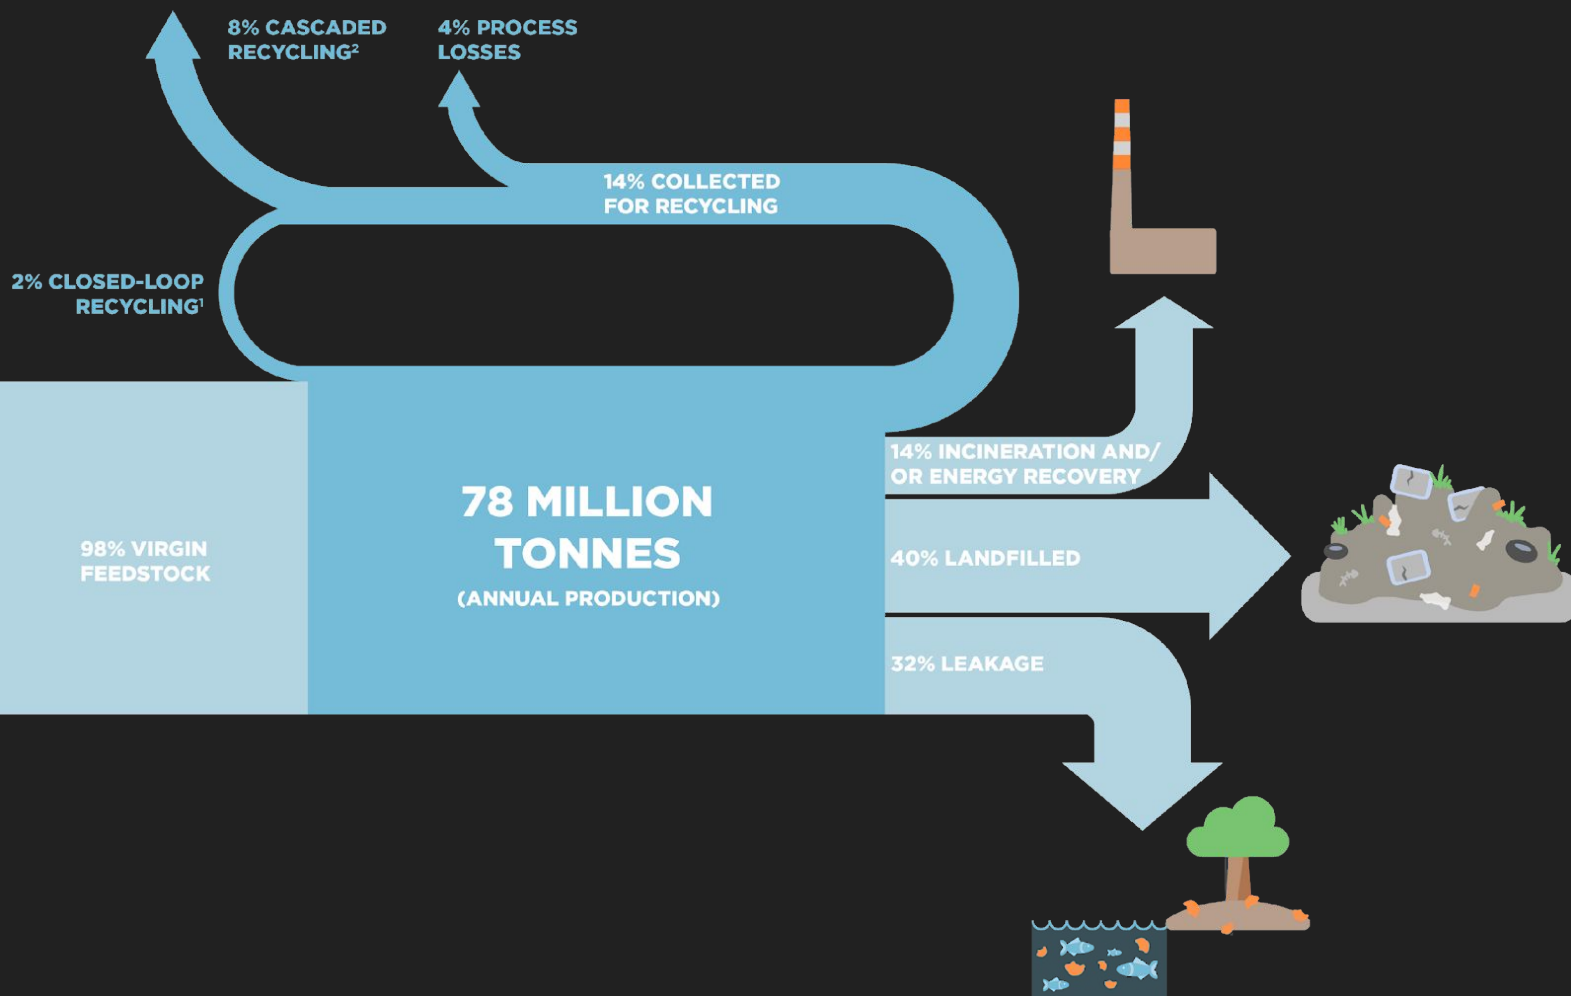 8% CASCADED
RECYCLING²
4% PROCESS
LOSSES
14% COLLECTED
FOR RECYCLING
2% CLOSED-LOOP
RECYCLING¹
98% VIRGIN
FEEDSTOCK
78 MILLION
TONNES
(ANNUAL PRODUCTION)
14% INCINERATION AND/
OR ENERGY RECOVERY
40% LANDFILLED
32% LEAKAGE